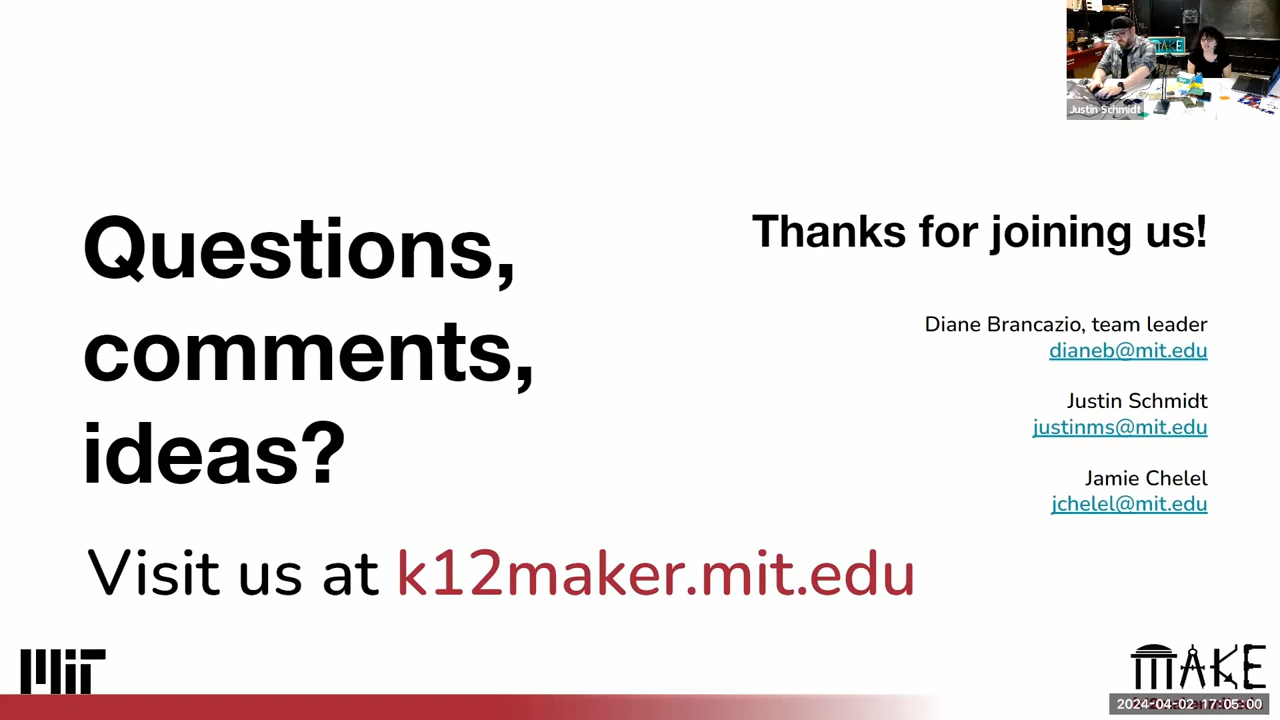 MAKE
Justin Schmidt
Questions,
comments,
ideas?
Thanks for joining us!
Diane Brancazio, team leader
dianeb@mit.edu
Justin Schmidt
justinms@mit.edu
Jamie Chelel
jchelel@mit.edu
Visit us at k12maker.mit.edu
MIT
MAKE
2024-04-02 17:05:00